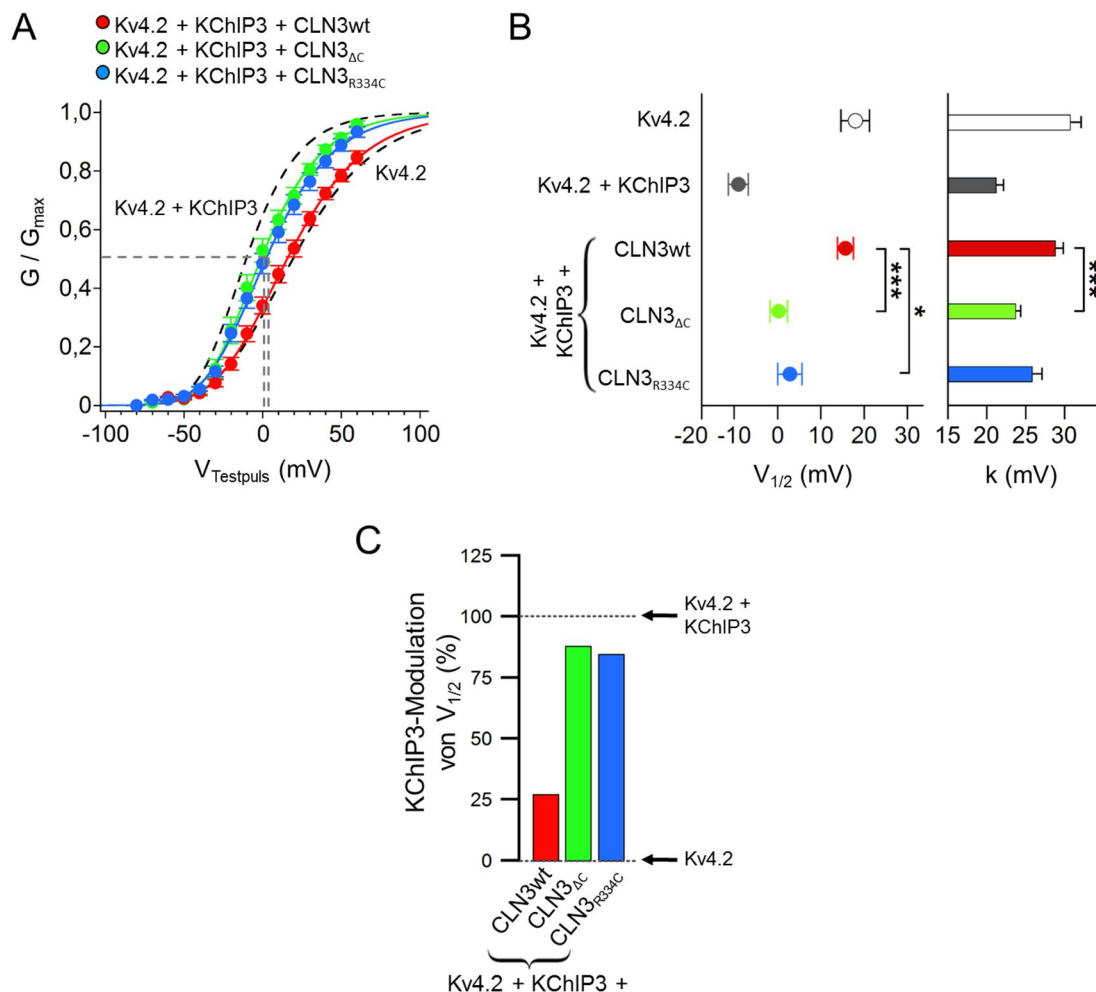 A
Kv4.2 + KChIP3 + CLN3wt
Kv4.2 + KChIP3 + CLN3ΔC
Kv4.2 + KChIP3 + CLN3R334C
1,0
0,8
0,6
0,4
0,2
0
G / Gmax
Kv4.2 + KChIP3
Kv4.2
-100
-50
0
50
100
VTestpuls (mV)
B
Kv4.2
Kv4.2 + KChIP3
Kv4.2 +
KChIP3 +
CLN3wt
CLN3ΔC
CLN3R334C
***
*
***
-20
-10
0
10
20
30
V1/2 (mV)
15
20
25
30
k (mV)
C
KChIP3-Modulation
von V1/2 (%)
125
100
75
50
25
0
Kv4.2 +
KChIP3
Kv4.2
CLN3wt
CLN3ΔC
CLN3R334C
Kv4.2 + KChIP3 +